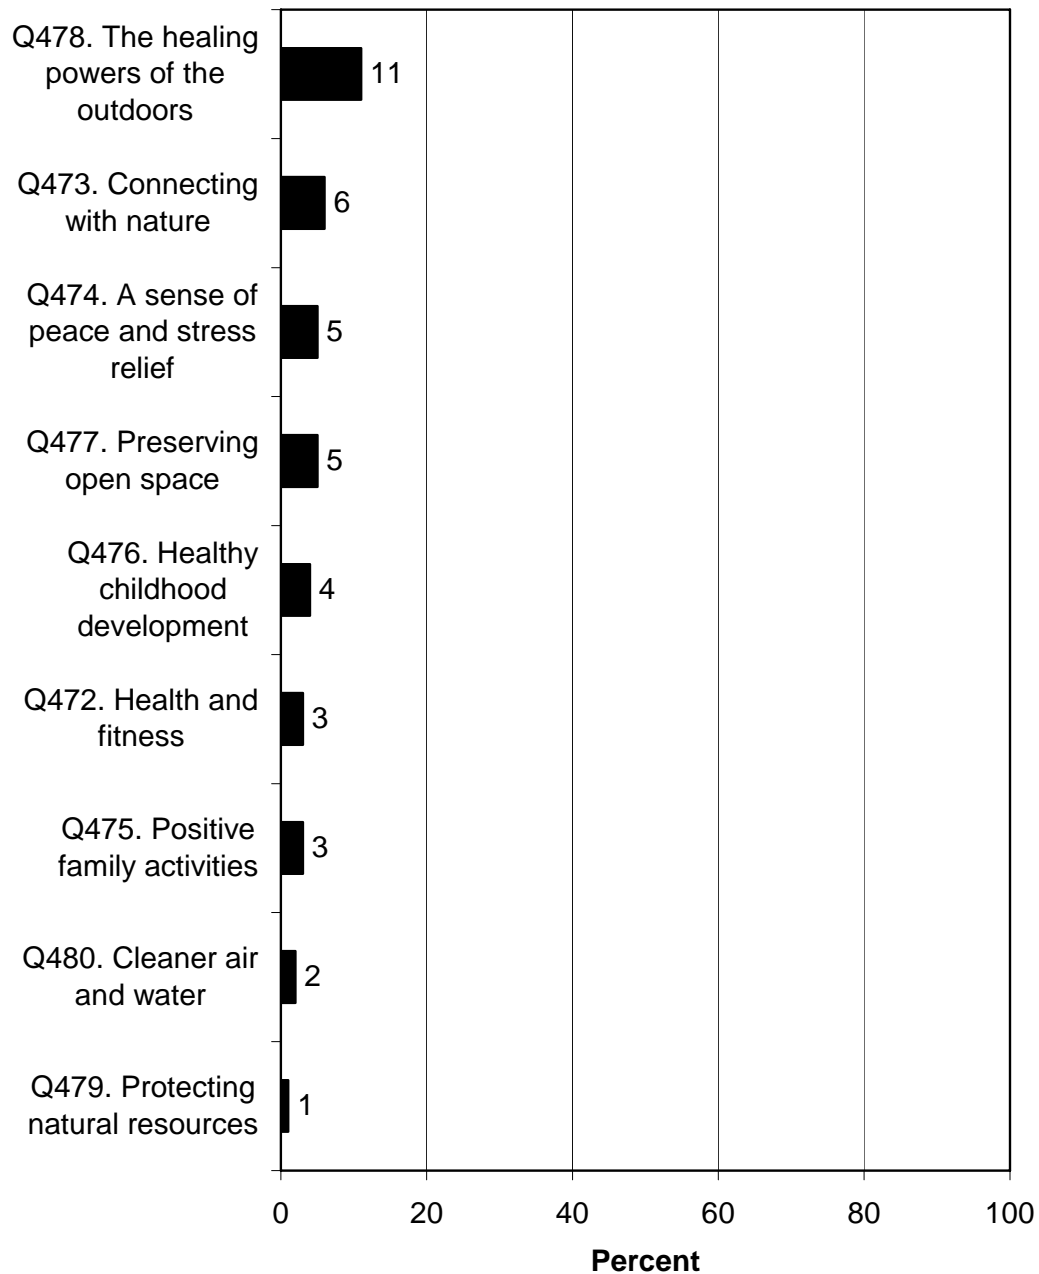 Q478. The healing
powers of the
outdoors
11
Q473. Connecting
with nature
6
Q474. A sense of
peace and stress
relief
5
Q477. Preserving
open space
5
Q476. Healthy
childhood
development
4
Q472. Health and
fitness
3
Q475. Positive
family activities
3
Q480. Cleaner air
and water
2
Q479. Protecting
natural resources
1
0 20 40 60 80 100
Percent